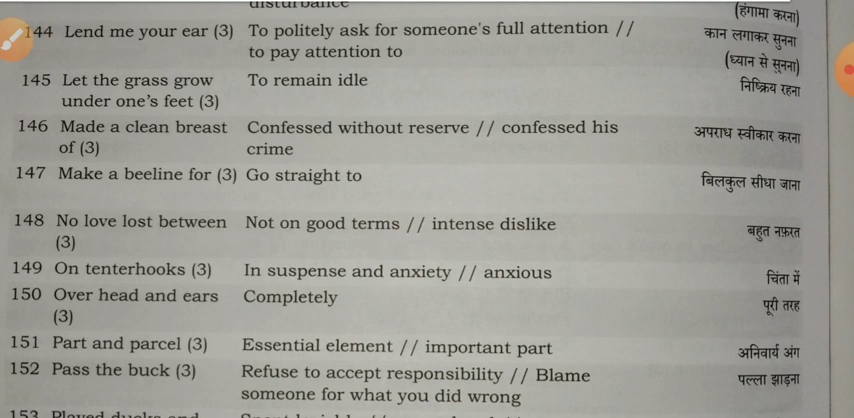 disturbance
(हंगामा करना)
144 Lend me your ear (3) To politely ask for someone's full attention // कान लगाकर सुनना
to pay attention to (ध्यान से सुनना)
145 Let the grass grow To remain idle निष्क्रिय रहना
under one's feet (3)
146 Made a clean breast Confessed without reserve // confessed his अपराध स्वीकार करना
of (3) crime
147 Make a beeline for (3) Go straight to बिलकुल सीधा जाना
148 No love lost between Not on good terms // intense dislike बहुत नफ़रत
(3)
149 On tenterhooks (3) In suspense and anxiety // anxious चिंता में
150 Over head and ears Completely पूरी तरह
(3)
151 Part and parcel (3) Essential element // important part अनिवार्य अंग
152 Pass the buck (3) Refuse to accept responsibility // Blame पल्ला झाड़ना
someone for what you did wrong
153 Played ducks and